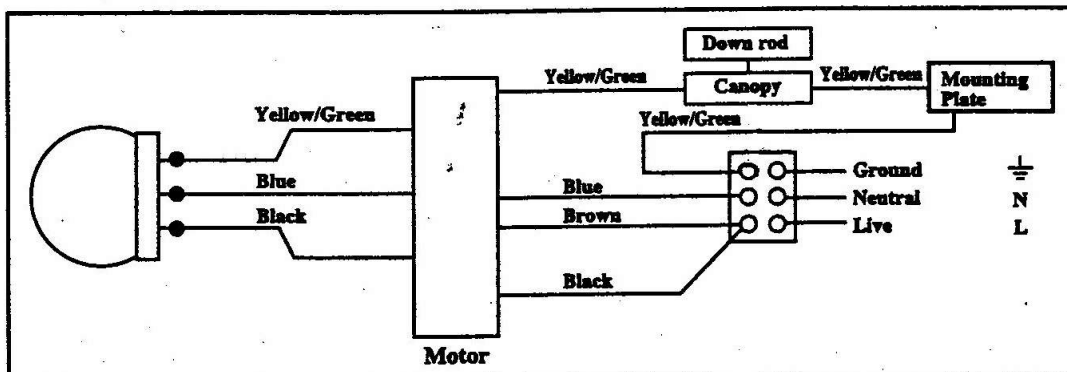 Down rod
Yellow/Green
Canopy
Yellow/Green
Mounting
Plate
Yellow/Green
Yellow/Green
Ground
Blue
Blue
Neutral
N
Black
Brown
Live
L
Black
Motor